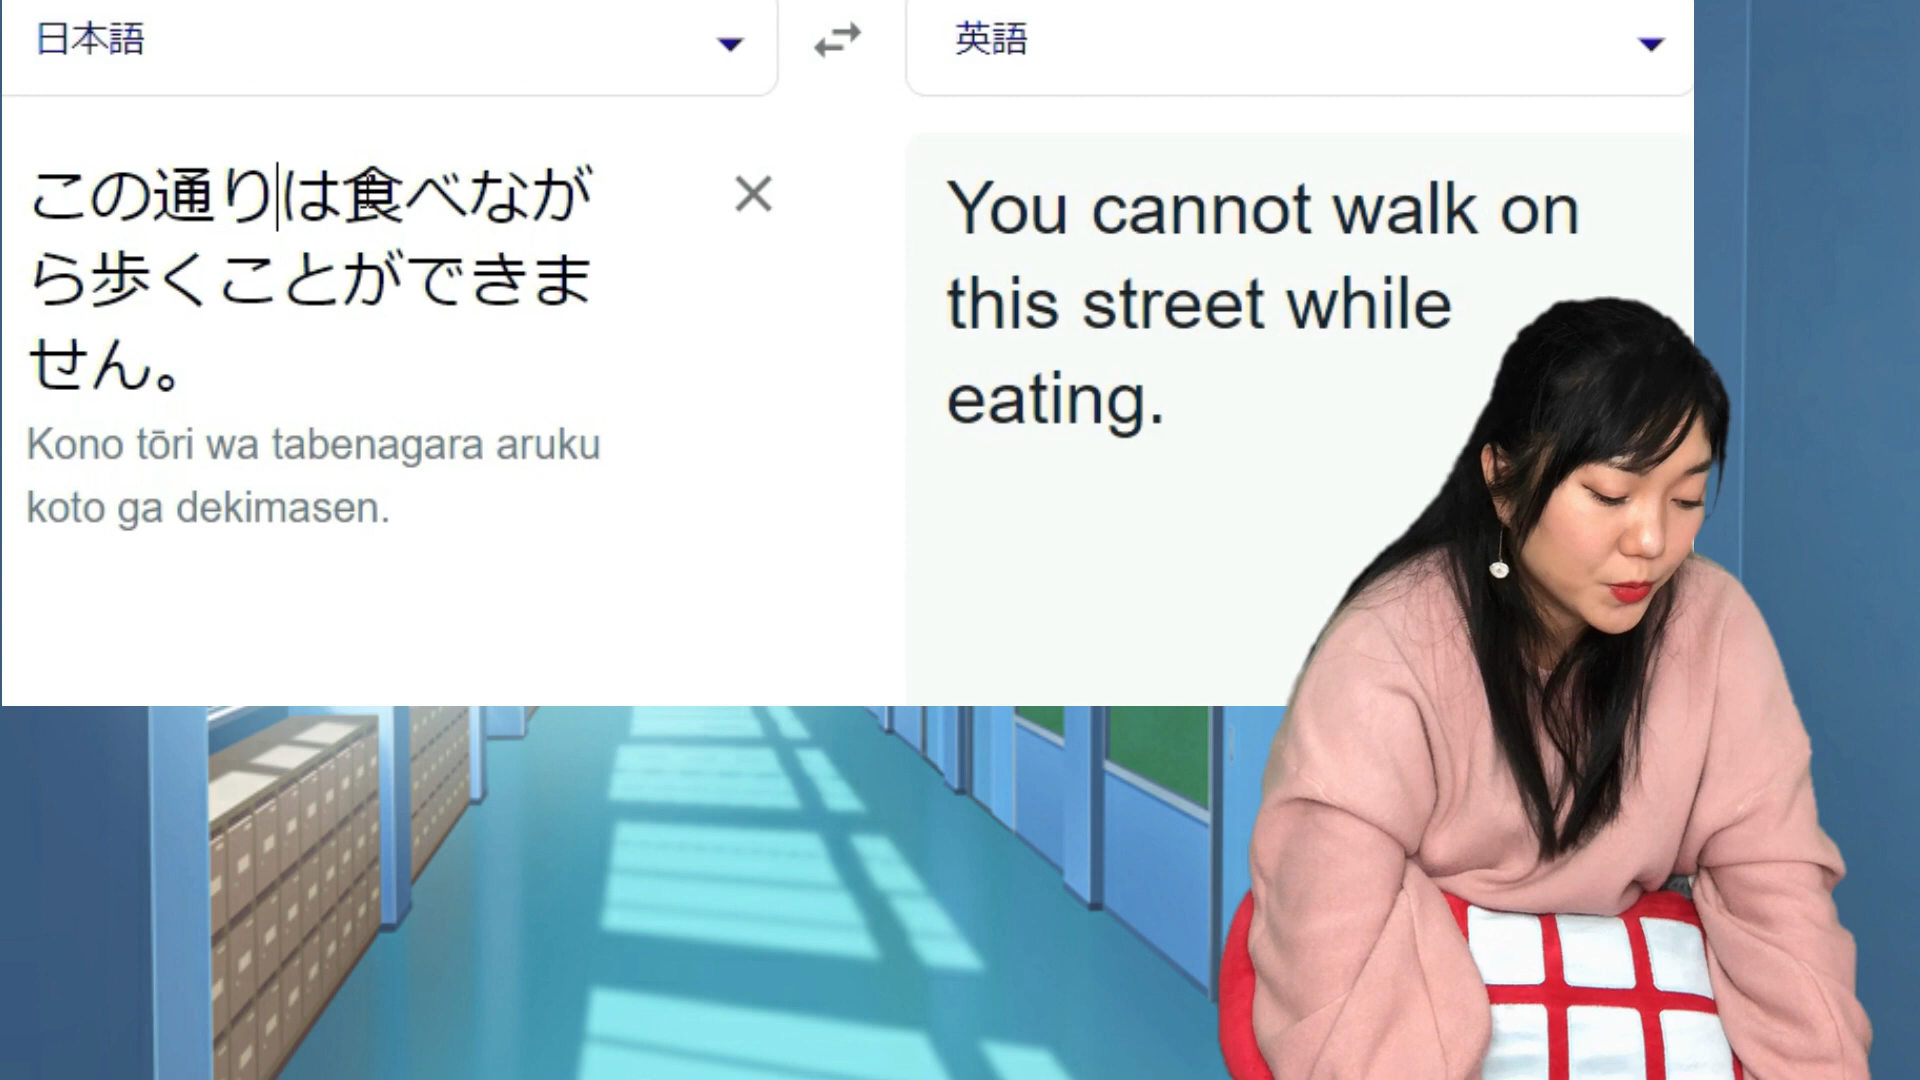 日本語
英語
この通りは食べなが
ら歩くことができま
せん。
Kono tōri wa tabenagara aruku
koto ga dekimasen.
You cannot walk on
this street while
eating.